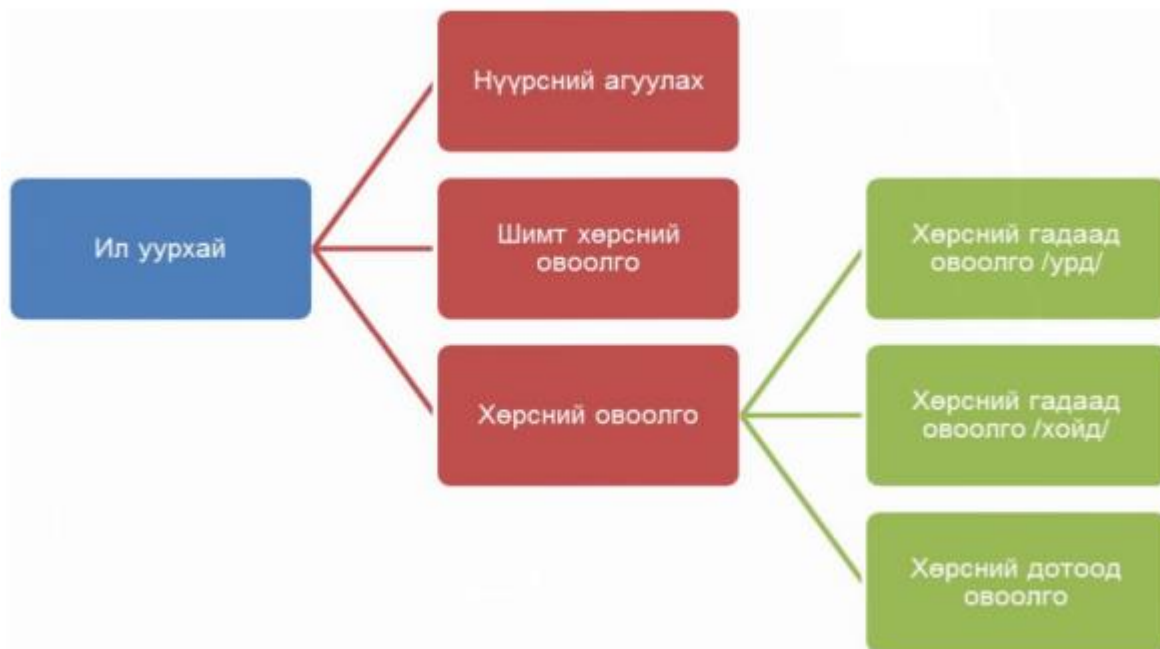 Нүүрсний агуулах
Ил уурхай
Шимт хөрсний
овоолго
Хөрсний овоолго
Хөрсний гадаад
овоолго /урд/
Хөрсний гадаад
овоолго /хойд/
Хөрсний дотоод
овоолго